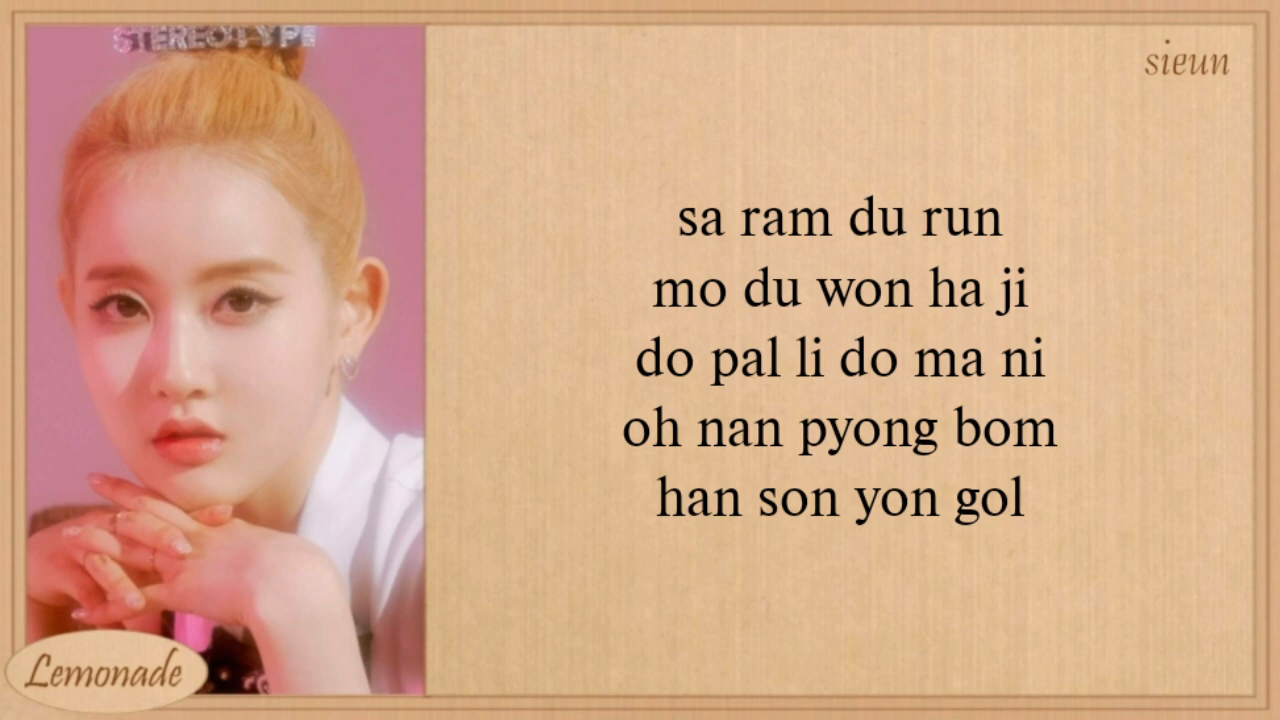 STEREOTYPE
sieun
sa ram du run
mo du won ha ji
do pal li do ma ni
oh nan pyong bom
han son yon gol
Lemonade